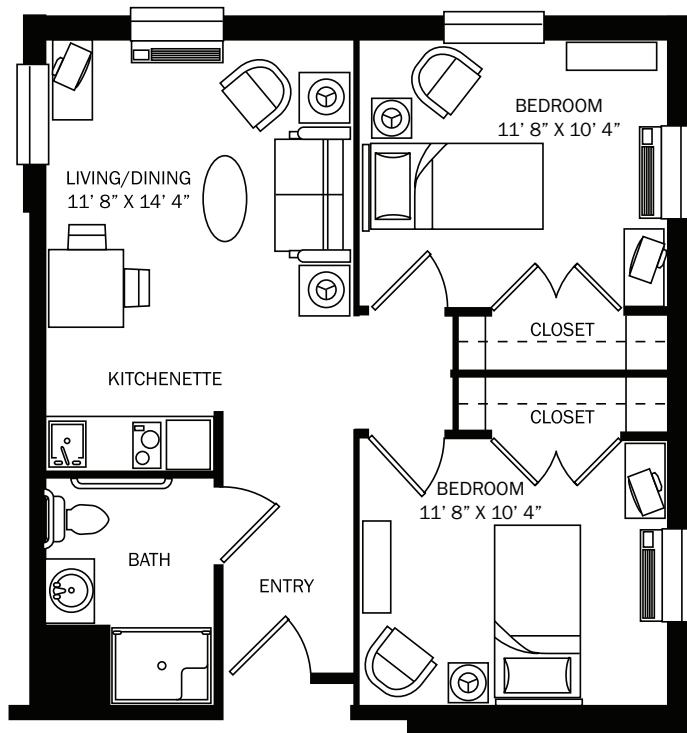 BEDROOM
11’ 8” X 10’ 4”
LIVING/DINING
11’ 8” X 14’ 4”
CLOSET
KITCHENETTE
CLOSET
BEDROOM
11’ 8” X 10’ 4”
BATH
ENTRY